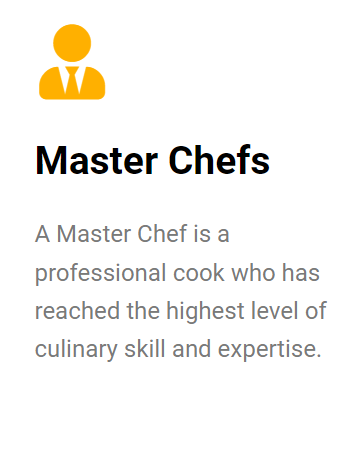 Master Chefs
A Master Chef is a
professional cook who has
reached the highest level of
culinary skill and expertise.